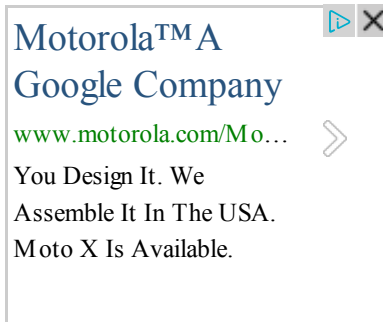 Motorola™A
Google Company
www.motorola.com/Mo...
You Design It. We
Assemble It In The USA.
Moto X Is Available.